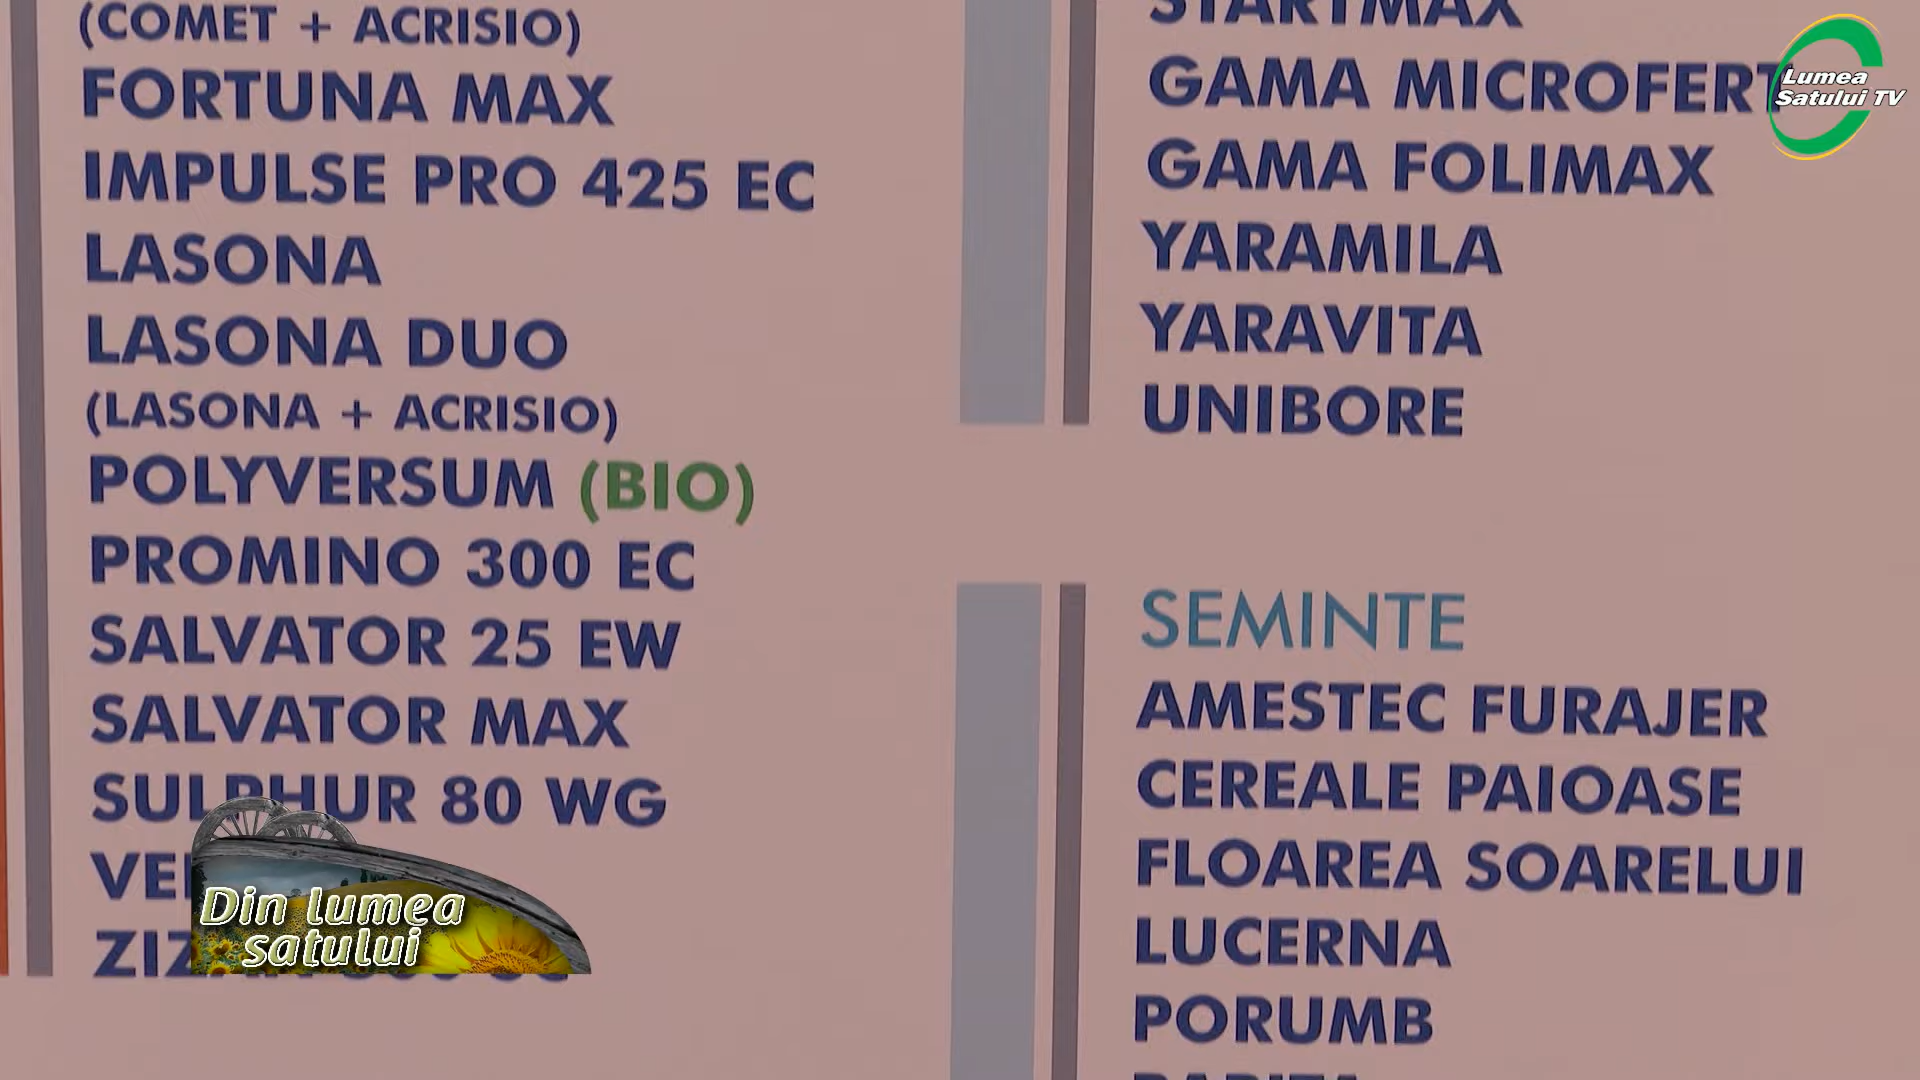 (COMET + ACRISIO)
FORTUNA MAX
IMPULSE PRO 425 EC
LASONA
LASONA DUO
(LASONA + ACRISIO)
POLYVERSUM (BIO)
PROMINO 300 EC
SALVATOR 25 EW
SALVATOR MAX
SULPHUR 80 WG
STARTMAX
GAMA MICROFERT
GAMA FOLIMAX
YARAMILA
YARAVITA
UNIBORE
SEMINTE
AMESTEC FURAJER
CEREALE PAIOASE
FLOAREA SOARELUI
LUCERNA
PORUMB
Lumea
Satului TV
Din lumea
satului